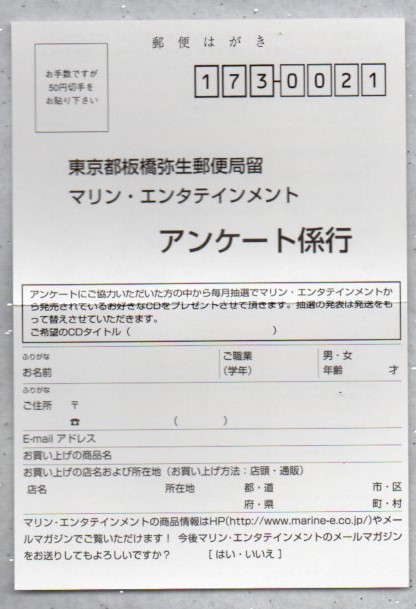 郵便はがき
お手数ですが
50円切手を
お貼り下さい
173-0021
東京都板橋弥生郵便局留
マリン・エンタテインメント
アンケート係行
アンケートにご協力いただいた方の中から毎月抽選でマリン・エンタテインメントか
ら発売されているお好きなCDをプレゼントさせて頂きます。抽選の発表は発送をも
って替えさせていただきます。
ご希望のCDタイトル（　　　　　　　　　　　　）
ふりがな
お名前
ご職業
（学年）
男・女
年齢　　　　才
ふりがな
ご住所　〒
☎　　　　　　　（　　　　）
E-mail アドレス
お買い上げの商品名
お買い上げの店名および所在地（お買い上げ方法：店頭・通販）
店名　　　　　　　　所在地　　　　都・道　　　　　　市・区
府・県　　　　　　町・村
マリン・エンタテインメントの商品情報はHP(http://www.marine-e.co.jp/)やメー
ルマガジンでご覧いただけます！ 今後マリン・エンタテインメントのメールマガジン
をお送りしてもよろしいですか？　　［ はい・いいえ ］